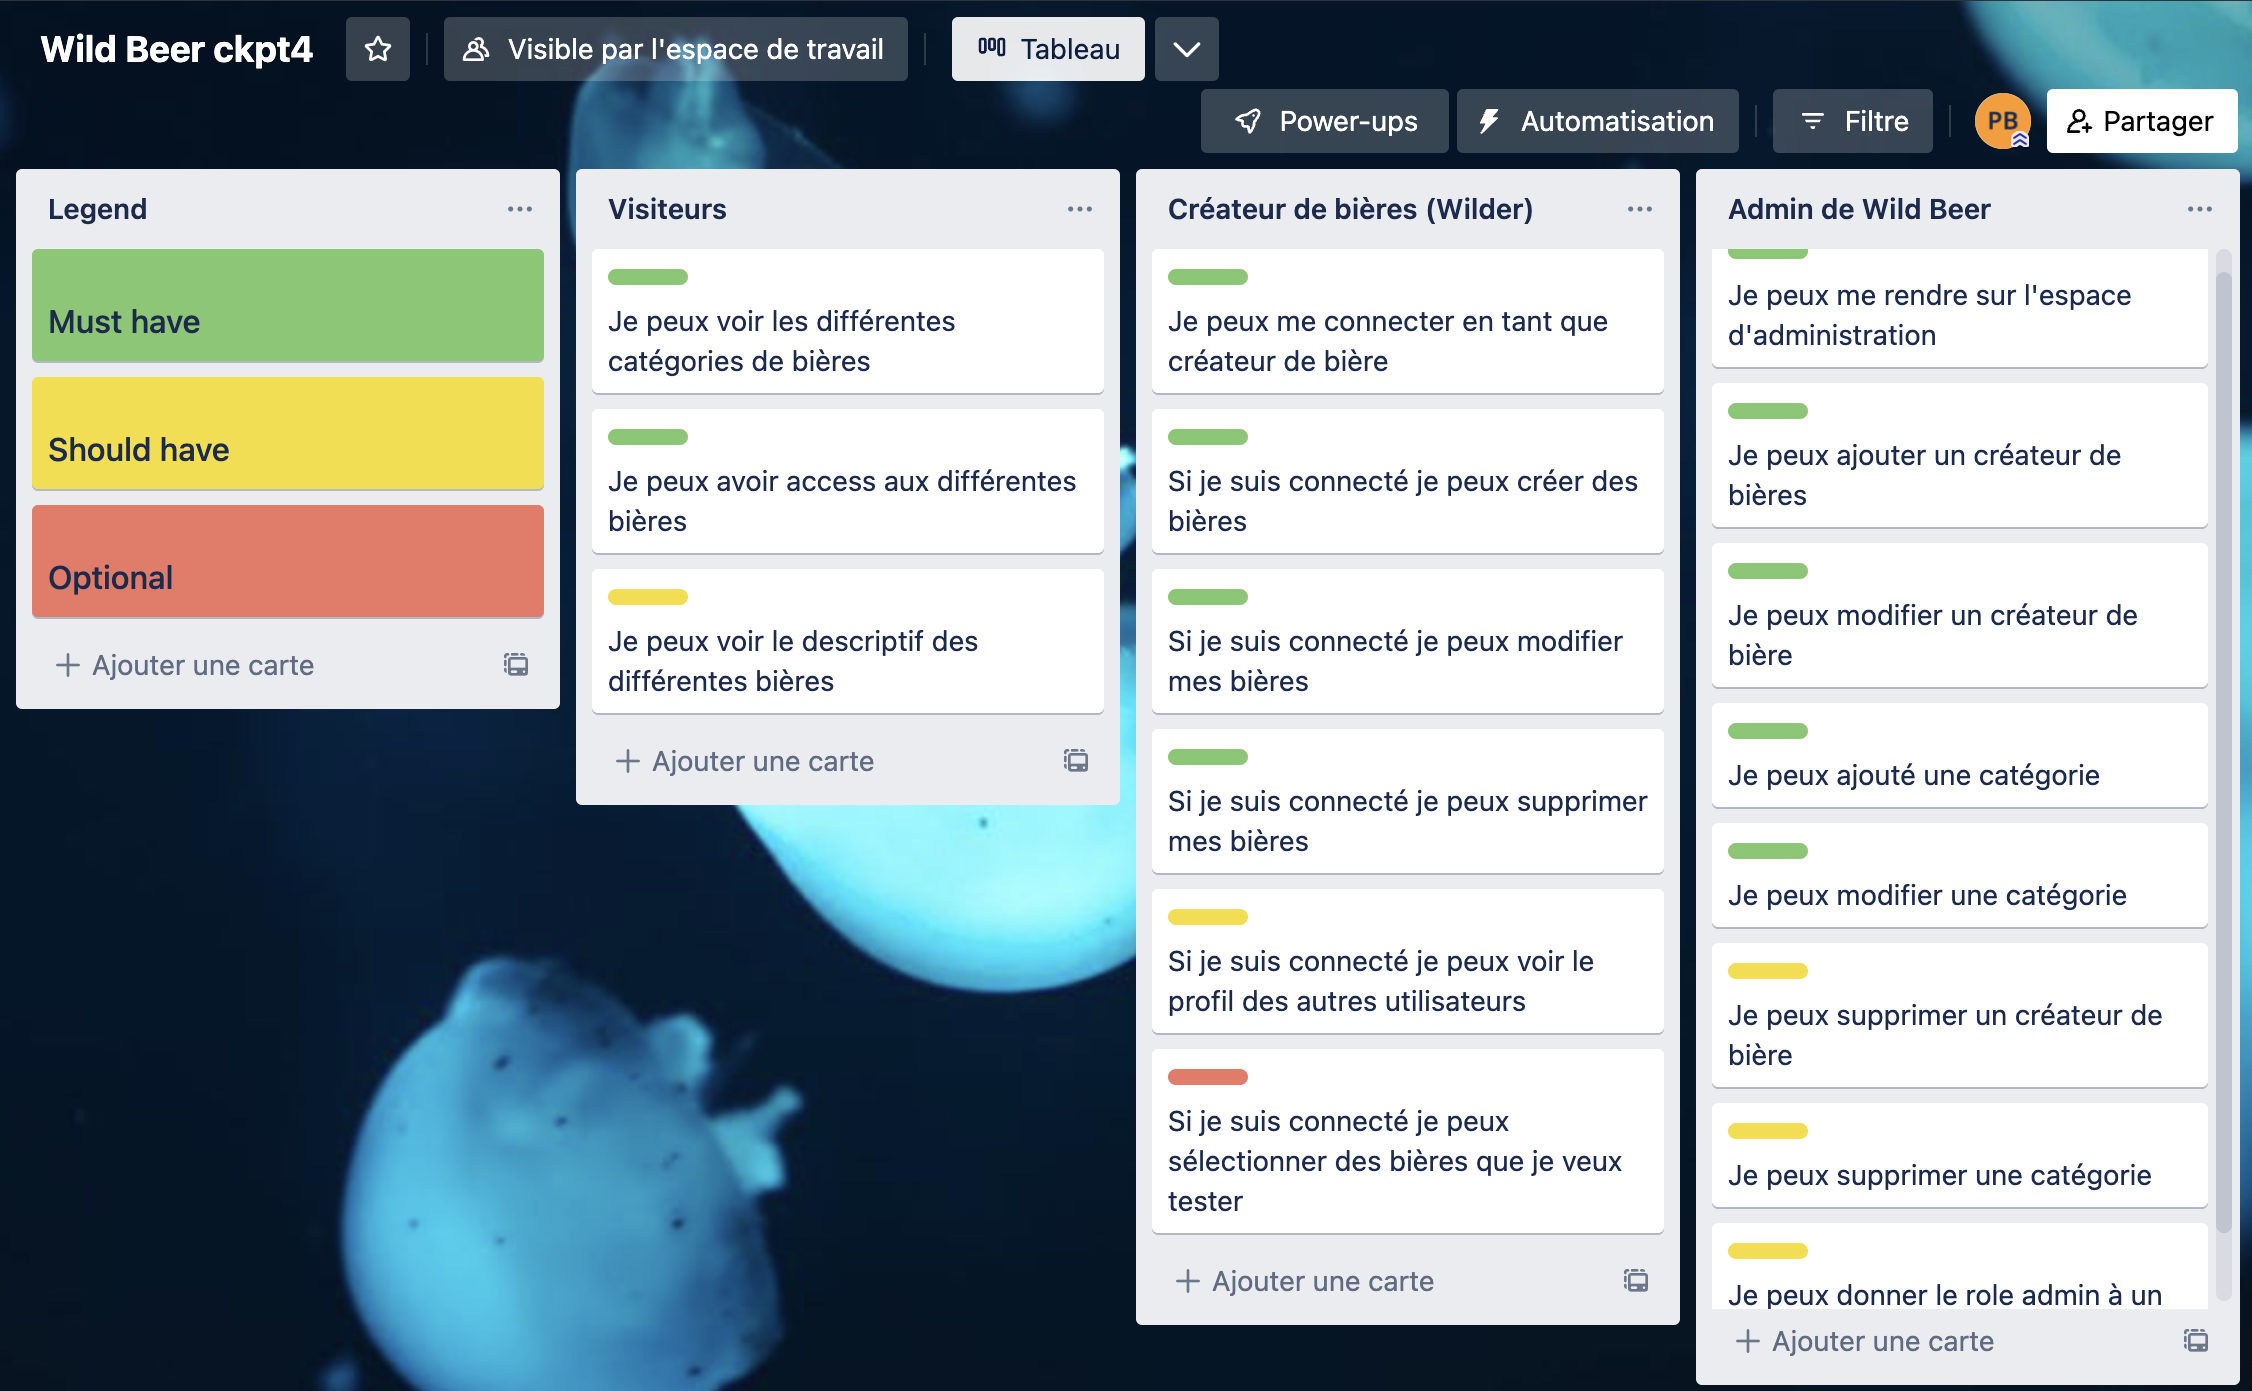 Wild Beer ckpt4
Visible par l'espace de travail
Tableau
Power-ups
Automatisation
Filtre
PB
Partager
Legend
Must have
Should have
Optional
Ajouter une carte
Visiteurs
Je peux voir les différentes
catégories de bières
Je peux avoir access aux différentes
bières
Je peux voir le descriptif des
différentes bières
Ajouter une carte
Créateur de bières (Wilder)
Je peux me connecter en tant que
créateur de bière
Si je suis connecté je peux créer des
bières
Si je suis connecté je peux modifier
mes bières
Si je suis connecté je peux supprimer
mes bières
Si je suis connecté je peux voir le
profil des autres utilisateurs
Si je suis connecté je peux
sélectionner des bières que je veux
tester
Ajouter une carte
Admin de Wild Beer
Je peux me rendre sur l'espace
d'administration
Je peux ajouter un créateur de
bières
Je peux modifier un créateur de
bière
Je peux ajouté une catégorie
Je peux modifier une catégorie
Je peux supprimer un créateur de
bière
Je peux supprimer une catégorie
Je peux donner le role admin à un
Ajouter une carte